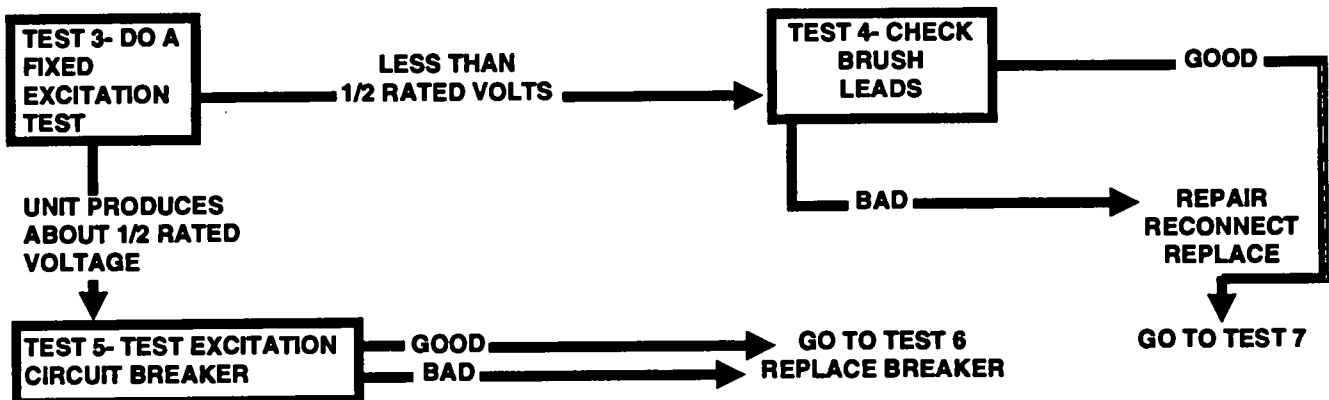 TEST 3- DO A
FIXED
EXCITATION
TEST
LESS THAN
1/2 RATED VOLTS
TEST 4- CHECK
BRUSH
LEADS
GOOD
BAD
REPAIR
RECONNECT
REPLACE
GO TO TEST 7
UNIT PRODUCES
ABOUT 1/2 RATED
VOLTAGE
TEST 5- TEST EXCITATION
CIRCUIT BREAKER
GOOD
BAD
GO TO TEST 6
REPLACE BREAKER